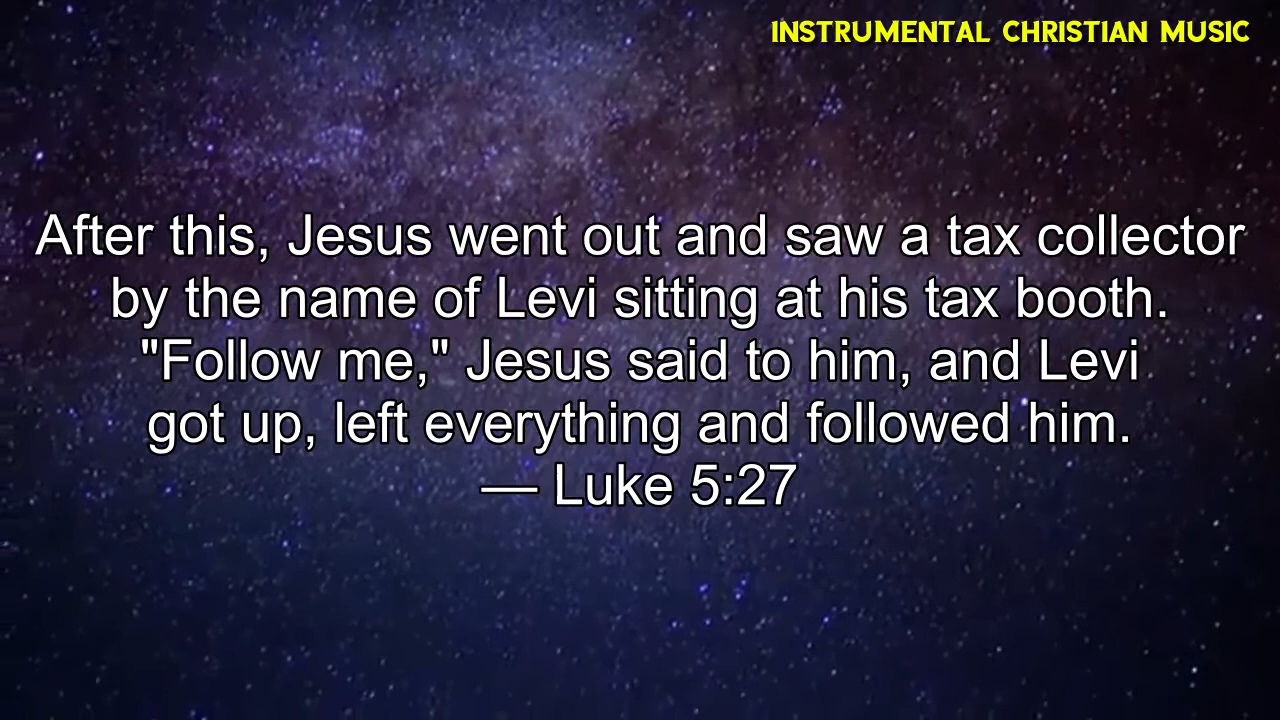 INSTRUMENTAL CHRISTIAN MUSIC
After this, Jesus went out and saw a tax collector
by the name of Levi sitting at his tax booth.
"Follow me," Jesus said to him, and Levi
got up, left everything and followed him.
— Luke 5:27